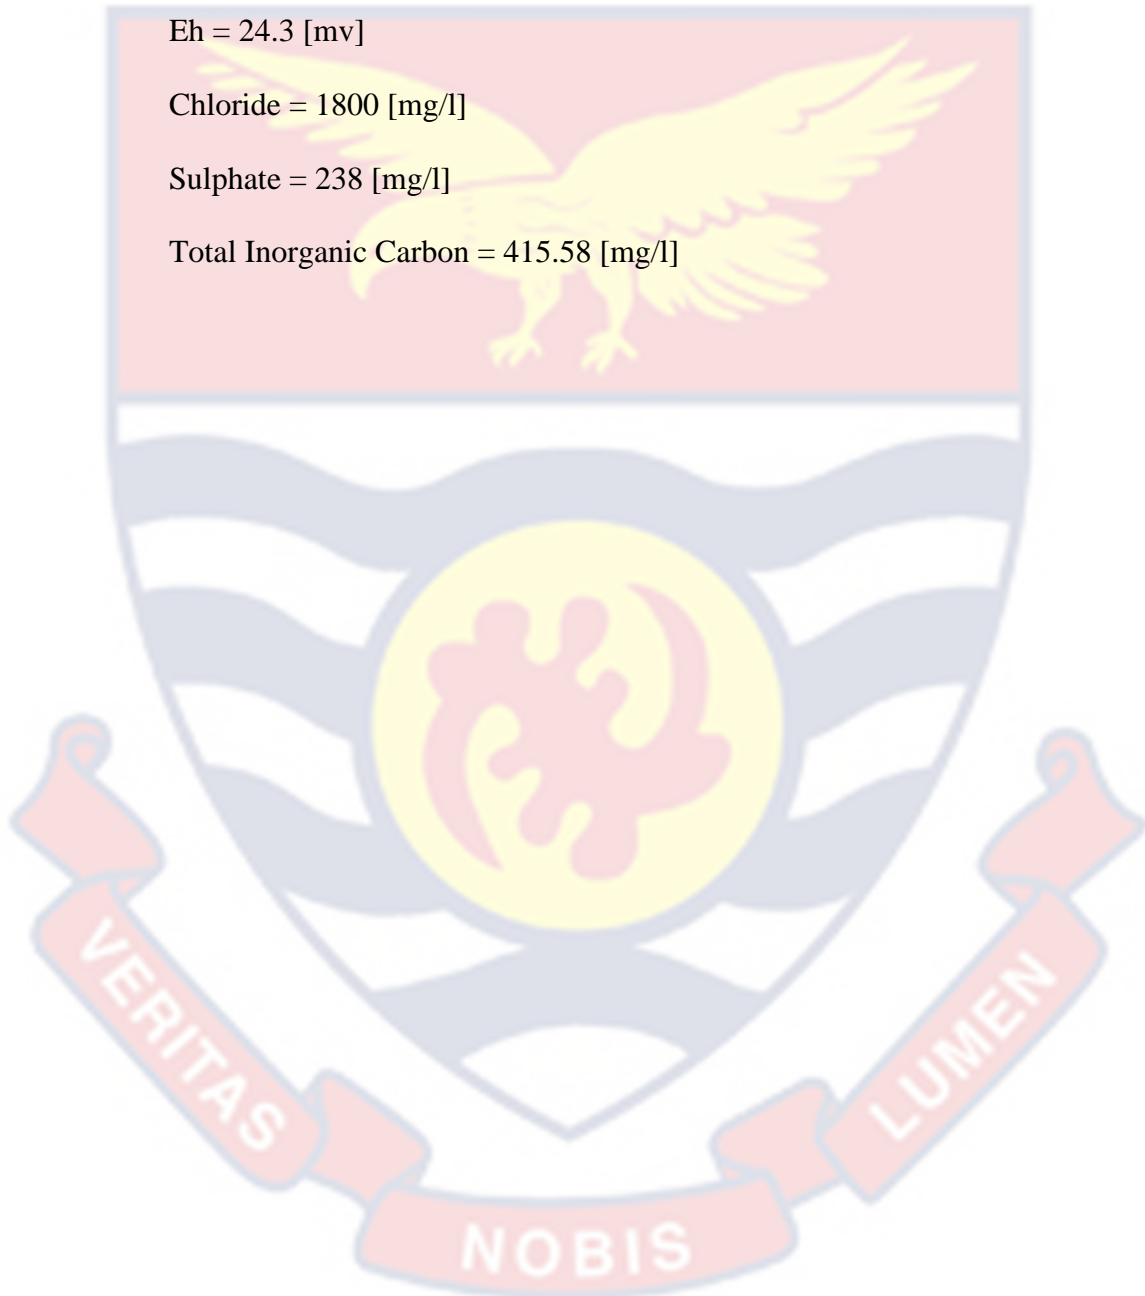 Eh = 24.3 [mv]
Chloride = 1800 [mg/l]
Sulphate = 238 [mg/l]
Total Inorganic Carbon = 415.58 [mg/l]
VERITAS
NOBIS
LUMEN